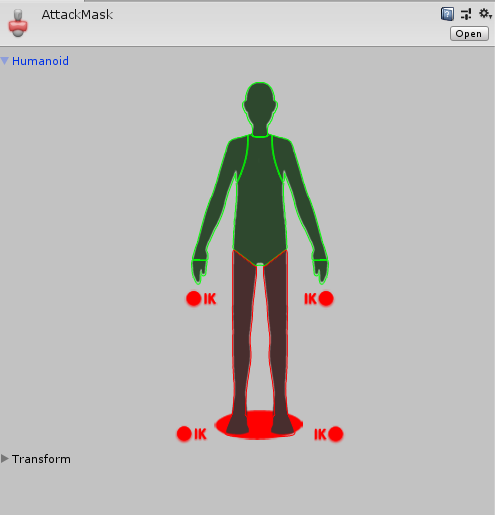 AttackMask
Open
Humanoid
IK IK
IK IK
Transform